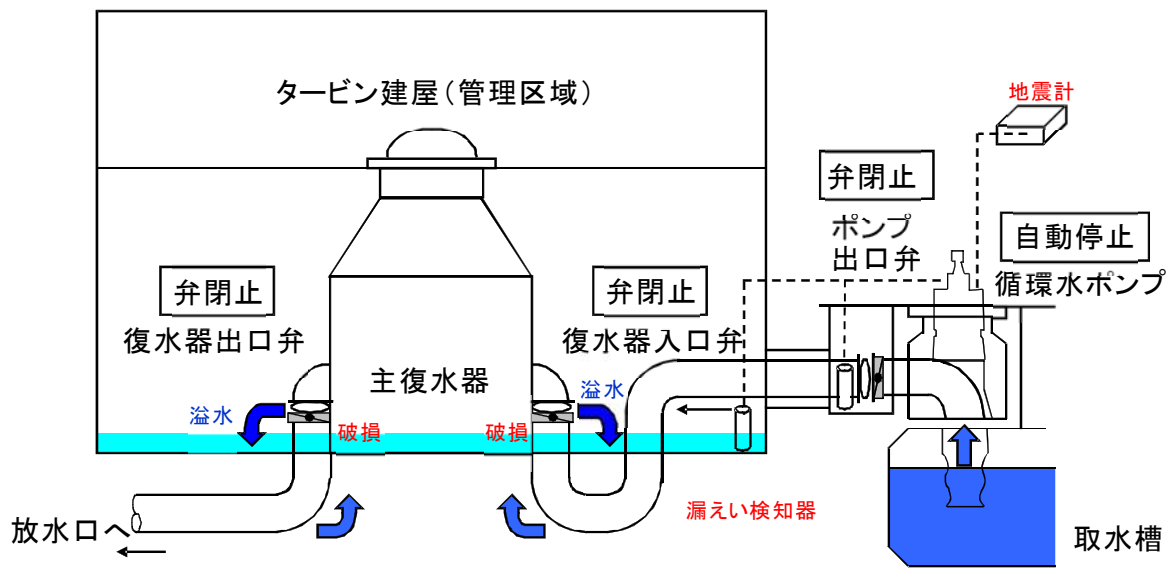 タービン建屋(管理区域)
地震計
弁閉止
ポンプ
出口弁
自動停止
循環水ポンプ
弁閉止
復水器出口弁
弁閉止
復水器入口弁
主復水器
溢水
溢水
破損
破損
漏えい検知器
放水口へ
取水槽